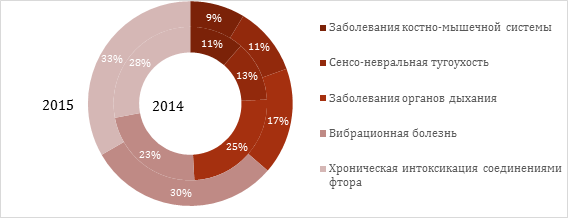 9%
11%
11%
13%
33%
28%
2015
2014
17%
25%
23%
30%
Заболевания костно-мышечной системы
Сенсо-невральная тугоухость
Заболевания органов дыхания
Вибрационная болезнь
Хроническая интоксикация соединениями
фтора